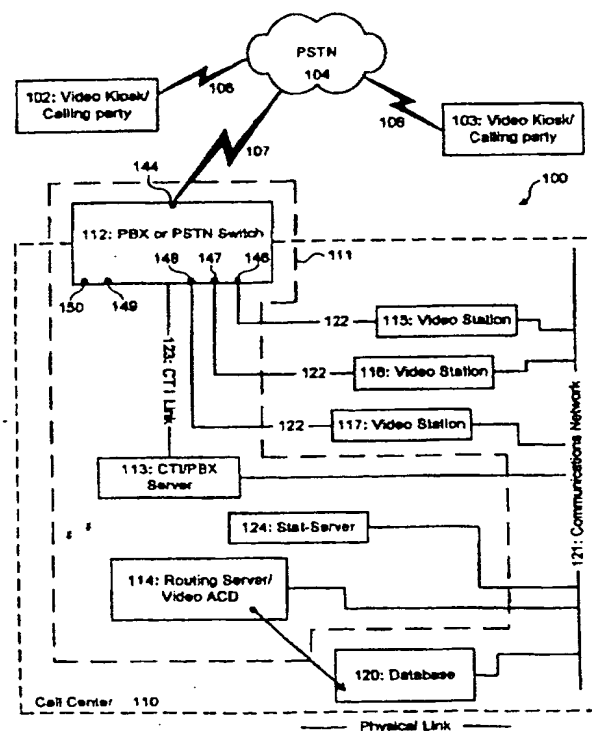 PSTN
104
102: Video Kiosk/
Calling party
106
108
103: Video Kiosk/
Calling party
107
144
100
112: PBX or PSTN Switch
148
147
146
111
150
149
123: CTI Link
122
115: Video Station
122
116: Video Station
122
117: Video Station
121: Communications Network
113: CTI/PBX
Server
124: Stat-Server
114: Routing Server/
Video ACD
120: Database
Call Center 110
Physical Link